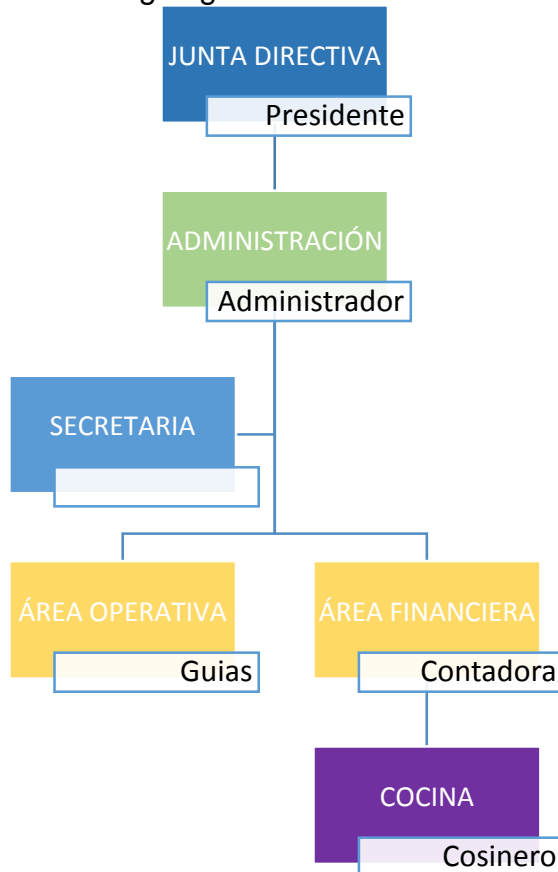 JUNTA DIRECTIVA
Presidente
ADMINISTRACIÓN
Administrador
SECRETARIA
ÁREA OPERATIVA
Guias
ÁREA FINANCIERA
Contadora
COCINA
Cosinero